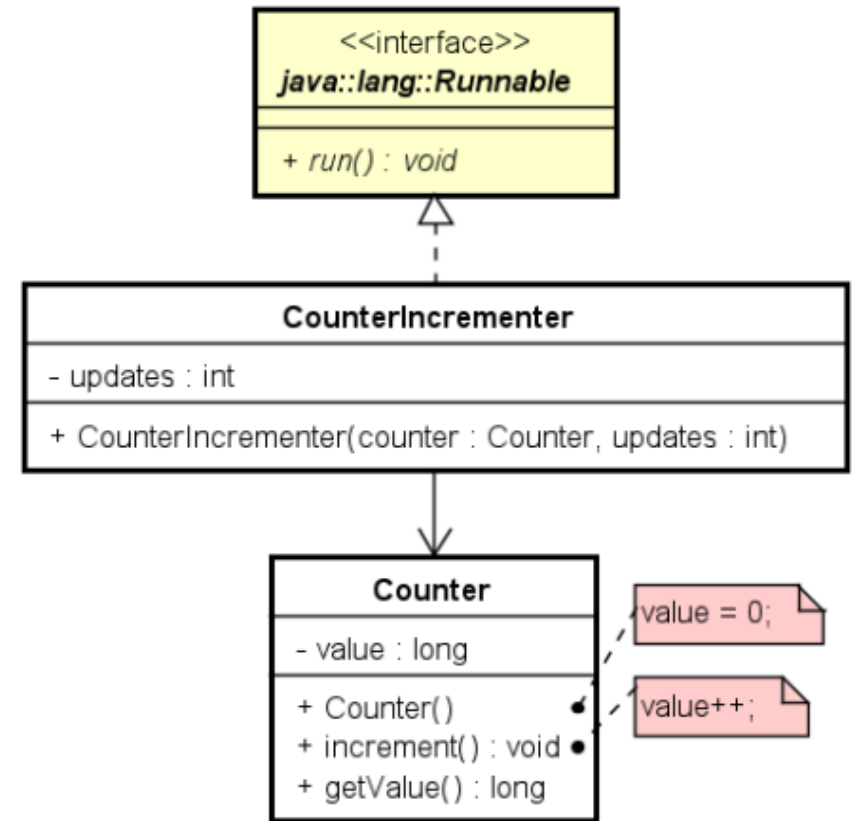 <<interface>>
java::lang::Runnable
+ run() : void
CounterIncrementer
- updates : int
+ CounterIncrementer(counter : Counter, updates : int)
Counter
- value : long
+ Counter()
+ increment() : void
+ getValue() : long
value = 0;
value++;